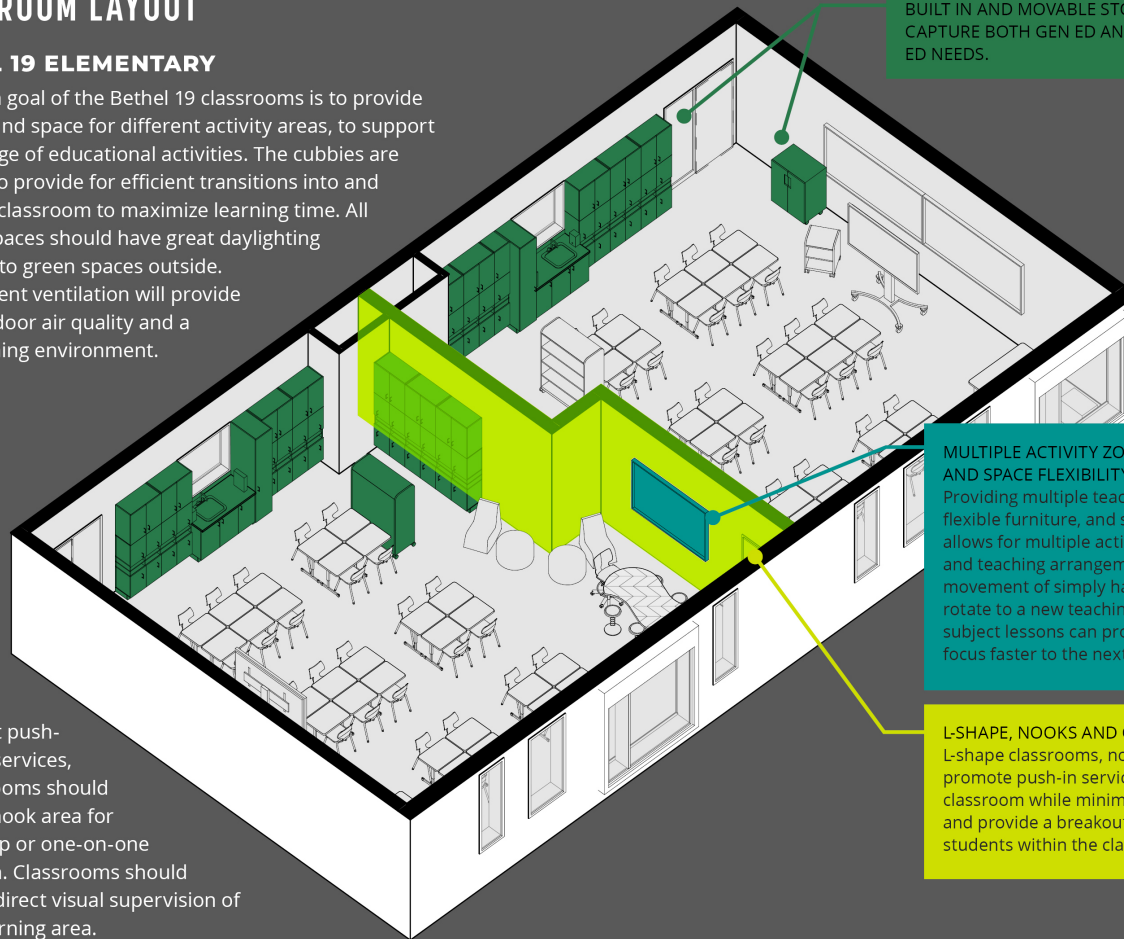 ROOM LAYOUT
19 ELEMENTARY
goal of the Bethel 19 classrooms is to provide
and space for different activity areas, to support
ge of educational activities. The cubbies are
to provide for efficient transitions into and
classroom to maximize learning time. All
paces should have great daylighting
to green spaces outside.
ent ventilation will provide
door air quality and a
ning environment.
t push-
services,
ooms should
nook area for
p or one-on-one
n. Classrooms should
direct visual supervision of
rning area.
BUILT IN AND MOVABLE STO
CAPTURE BOTH GEN ED AN
ED NEEDS.
MULTIPLE ACTIVITY ZO
AND SPACE FLEXIBILITY
Providing multiple teac
flexible furniture, and s
allows for multiple acti
and teaching arrangem
movement of simply ha
rotate to a new teachin
subject lessons can pro
focus faster to the next
L-SHAPE, NOOKS AND
L-shape classrooms, no
promote push-in servic
classroom while minim
and provide a breakout
students within the cla